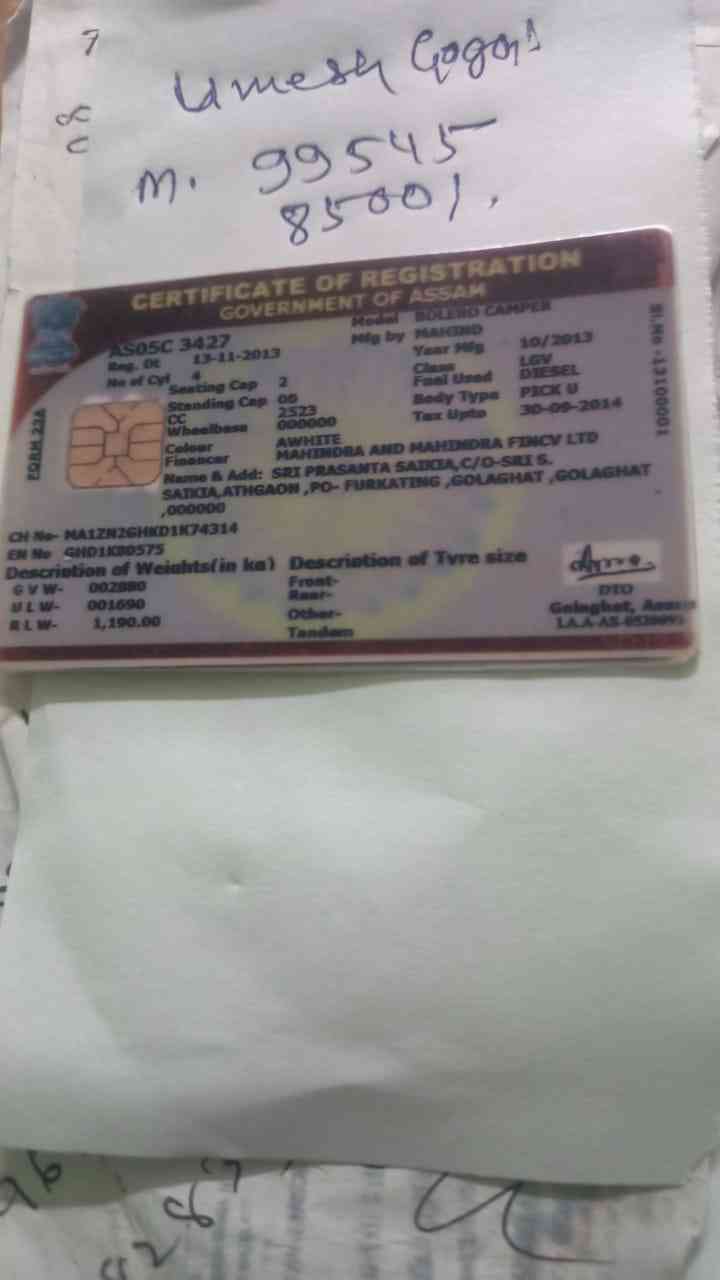 Umesh Gogoi
M. 99545
85001.
CERTIFICATE OF REGISTRATION
GOVERNMENT OF ASSAM
AS05C 3427
Model BOLERO CAMPER
Reg. Dt 13-11-2013
Mfg by MAHIND
No of Cyl 4
Year Mfg 10/2013
Seating Cap 2
Class LGV
Standing Cap 00
Fuel Used DIESEL
CC 2523
Body Type PICK U
Wheelbase 000000
Tax Upto 30-09-2014
Colour AWHITE
Financer MAHINDRA AND MAHINDRA FINCV LTD
Name & Add: SRI PRASANTA SAIKIA,C/O-SRI S.
SAIKIA,ATHGAON ,PO- FURKATING ,GOLAGHAT ,GOLAGHAT
,000000
FORM 23A
Sl.No -13100001
CH No- MA1ZN2GHKD1K74314
EN No GHD1K80575
Description of Weights(in kg) Description of Tyre size
G V W- 002880 Front-
U L W- 001690 Rear-
R L W- 1,190.00 Other-
Tandem
DTO
Golaghat, Assam